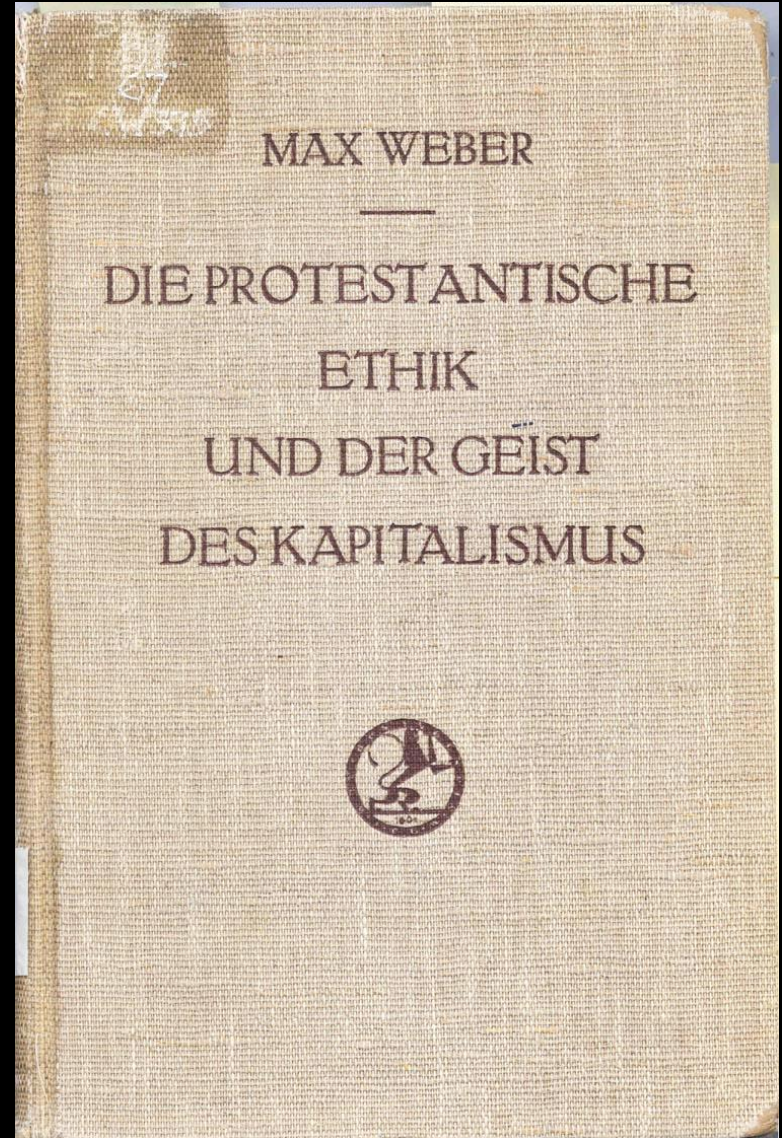 MAX WEBER
DIE PROTESTANTISCHE
ETHIK
UND DER GEIST
DES KAPITALISMUS